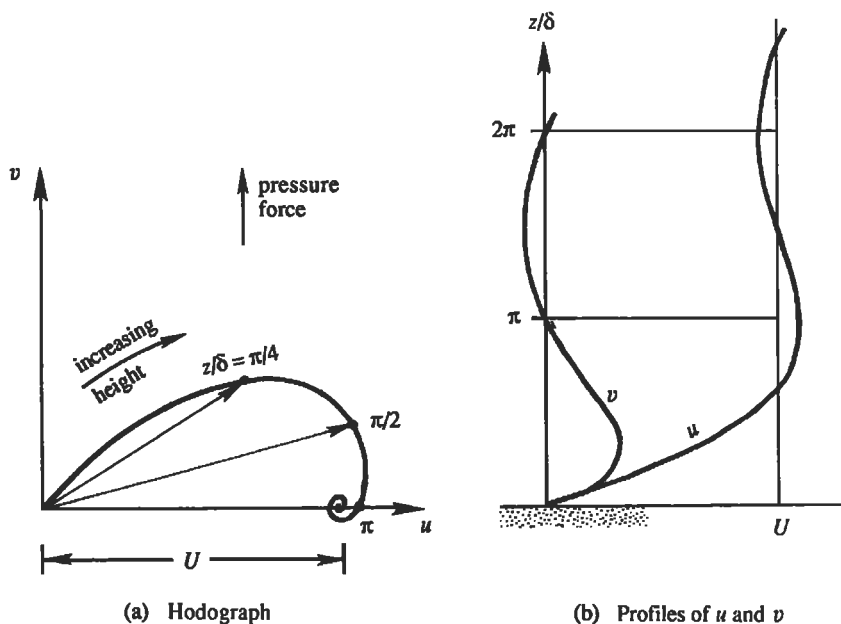 v
pressure
force
increasing
height
z/δ = π/4
π/2
π
u
U
(a) Hodograph
z/δ
2π
π
v
u
U
(b) Profiles of u and v